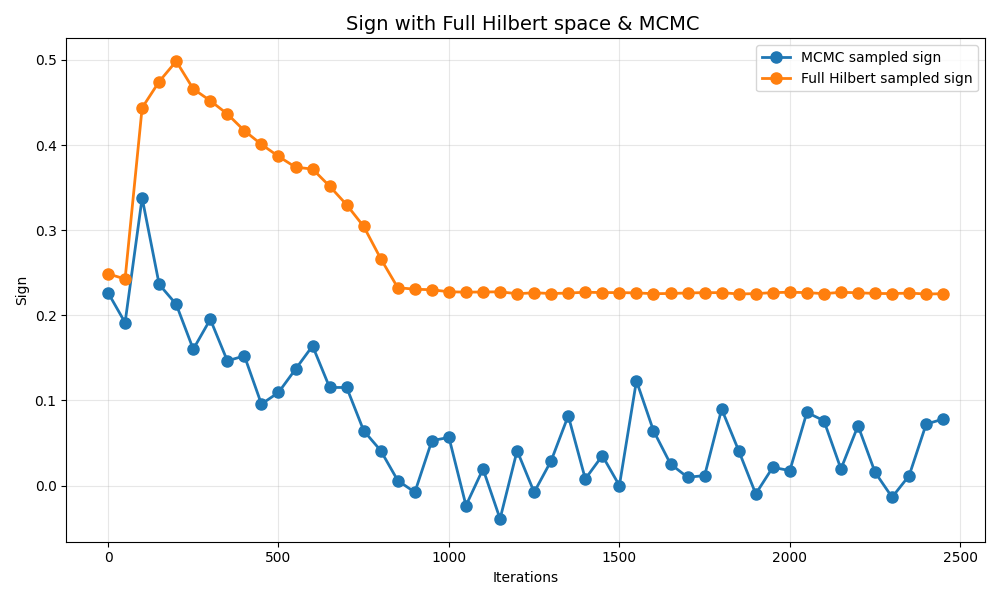 Sign with Full Hilbert space & MCMC
MCMC sampled sign
Full Hilbert sampled sign
0.5
0.4
0.3
0.2
0.1
0.0
Sign
0 500 1000 1500 2000 2500
Iterations